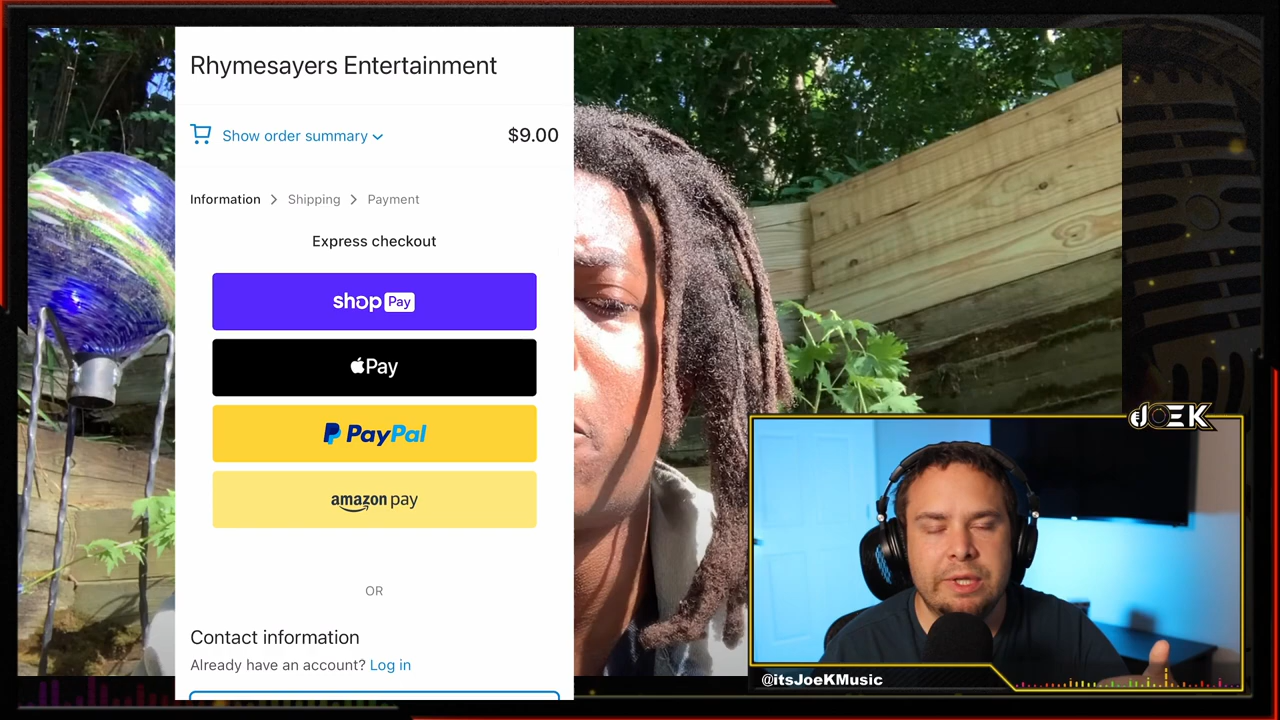 Rhymesayers Entertainment
Show order summary
$9.00
Information > Shipping > Payment
Express checkout
shop Pay
Pay
PayPal
amazon pay
OR
Contact information
Already have an account? Log in
JOEK
@itsJoeKMusic